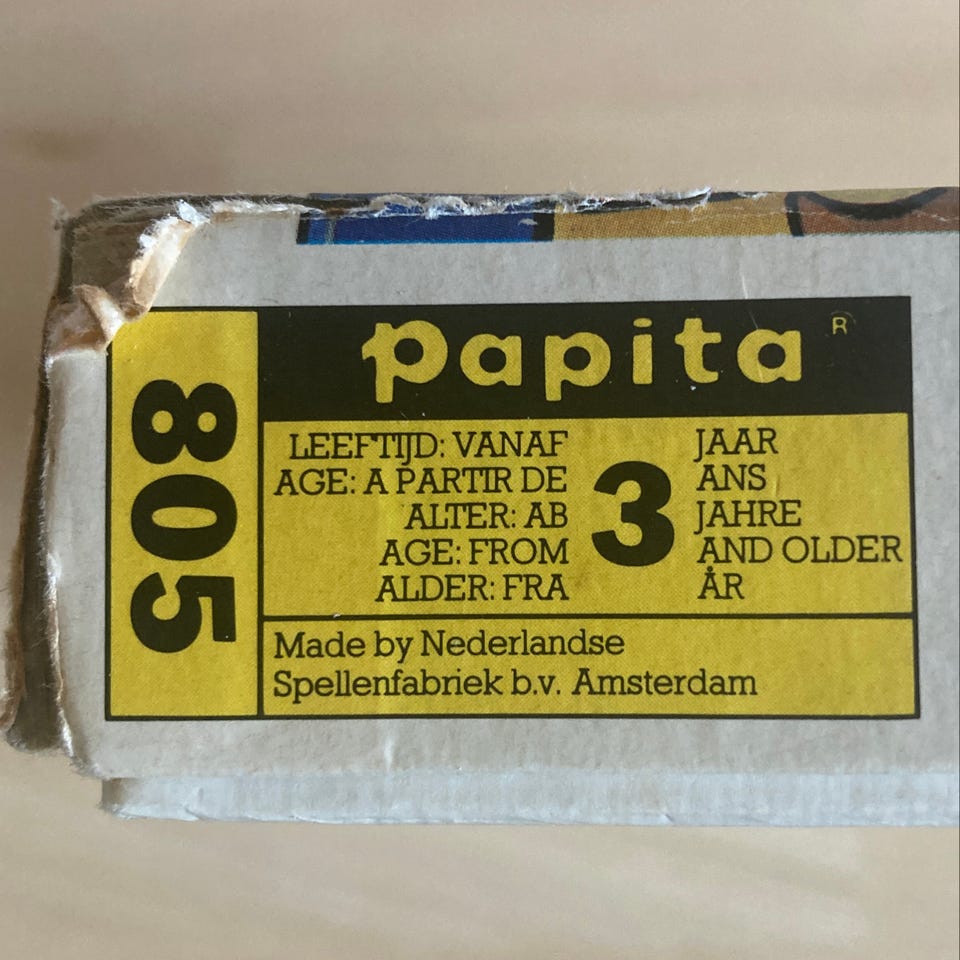 papita ®
805
LEEFTIJD: VANAF 3 JAAR
AGE: A PARTIR DE ANS
ALTER: AB JAHRE
AGE: FROM AND OLDER
ALDER: FRA ÅR
Made by Nederlandse
Spellenfabriek b.v. Amsterdam